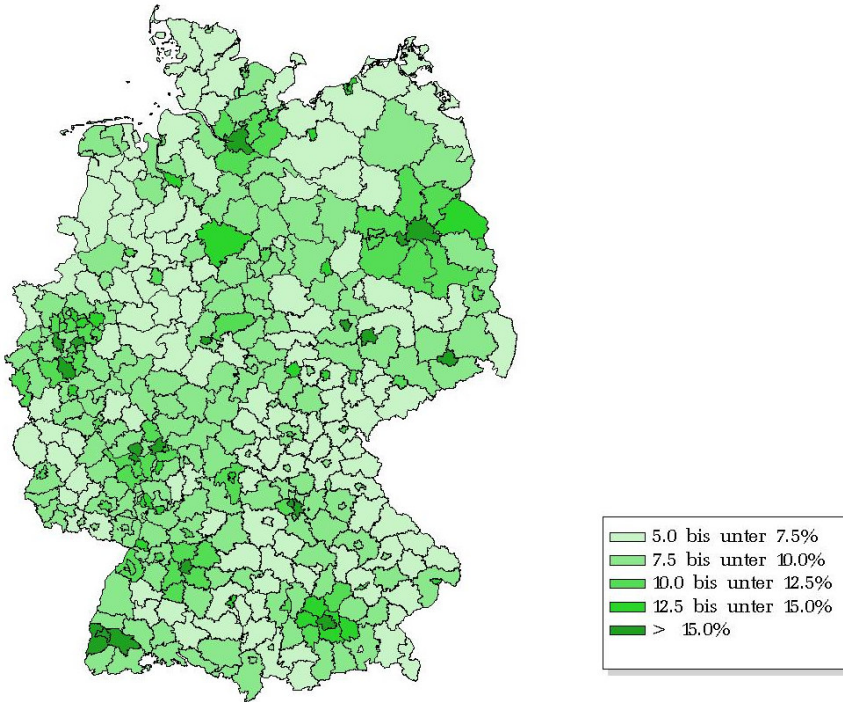 5.0 bis unter 7.5%
7.5 bis unter 10.0%
10.0 bis unter 12.5%
12.5 bis unter 15.0%
> 15.0%